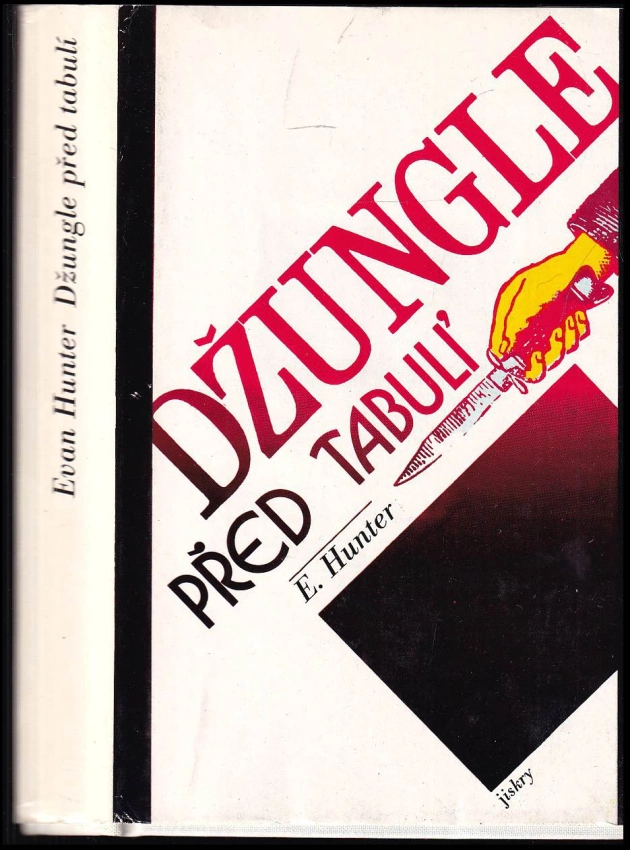 Evan Hunter Džungle před tabulí
DŽUNGLE
PŘED TABULÍ
E. Hunter
jiskry